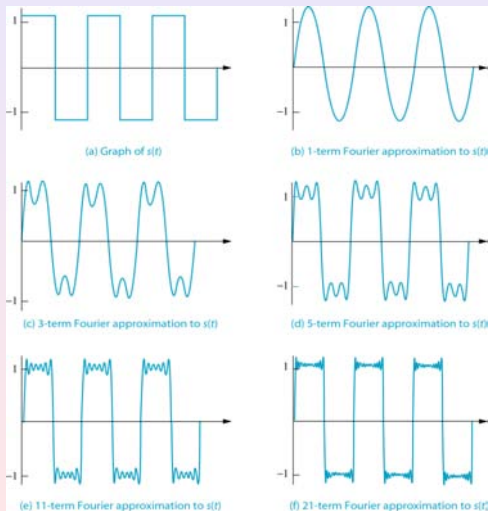 1
-1
(a) Graph of s(t)
1
-1
(b) 1-term Fourier approximation to s(t)
1
-1
(c) 3-term Fourier approximation to s(t)
1
-1
(d) 5-term Fourier approximation to s(t)
1
-1
(e) 11-term Fourier approximation to s(t)
1
-1
(f) 21-term Fourier approximation to s(t)